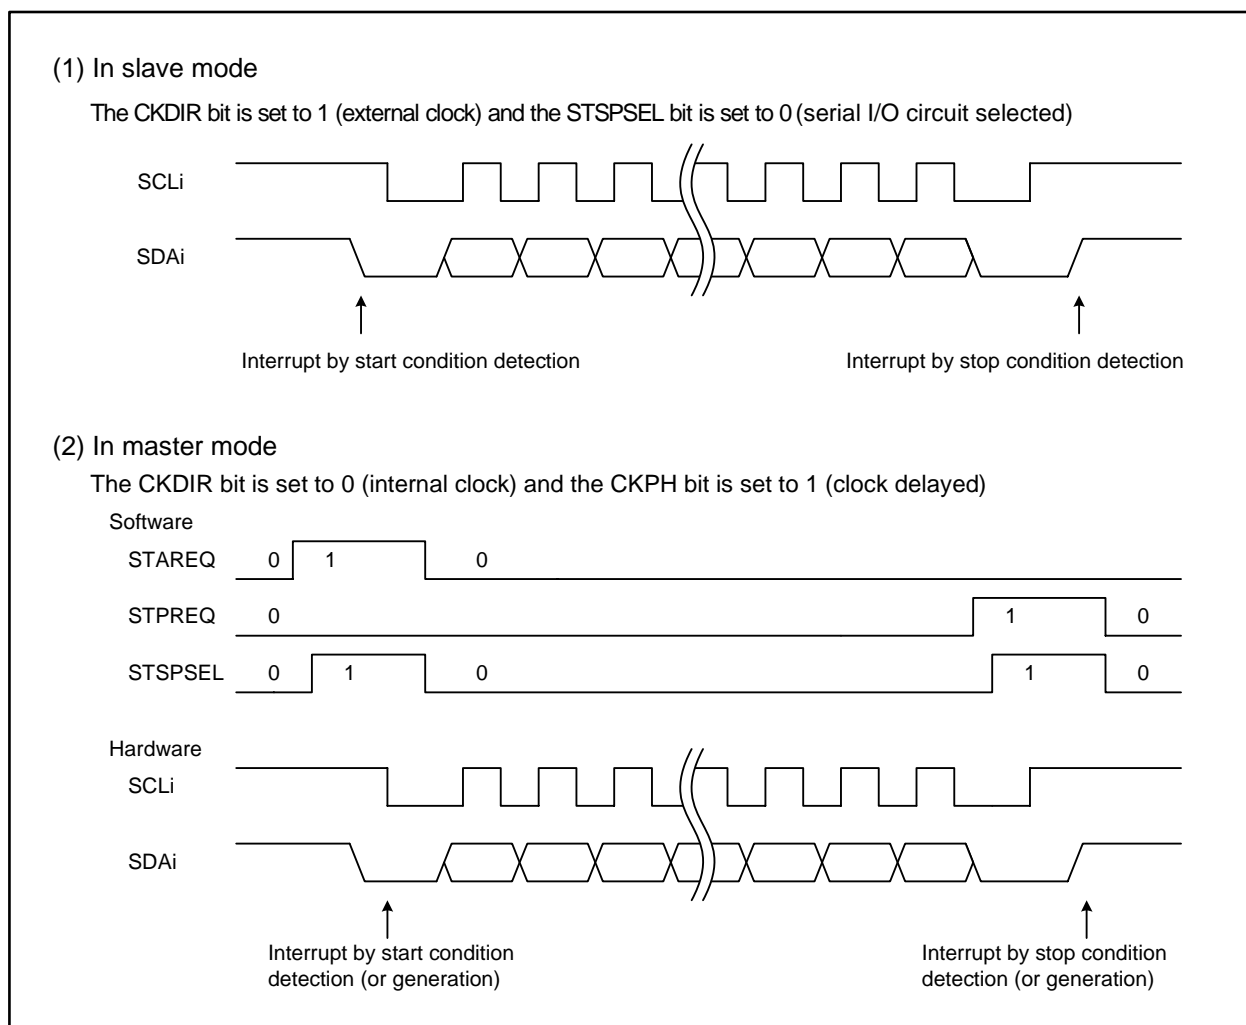 (1) In slave mode
The CKDIR bit is set to 1 (external clock) and the STSPSEL bit is set to 0 (serial I/O circuit selected)
SCLi
SDAi
Interrupt by start condition detection
Interrupt by stop condition detection
(2) In master mode
The CKDIR bit is set to 0 (internal clock) and the CKPH bit is set to 1 (clock delayed)
Software
STAREQ 0 1 0
STPREQ 0 1 0
STSPSEL 0 1 0 1 0
Hardware
SCLi
SDAi
Interrupt by start condition
detection (or generation)
Interrupt by stop condition
detection (or generation)